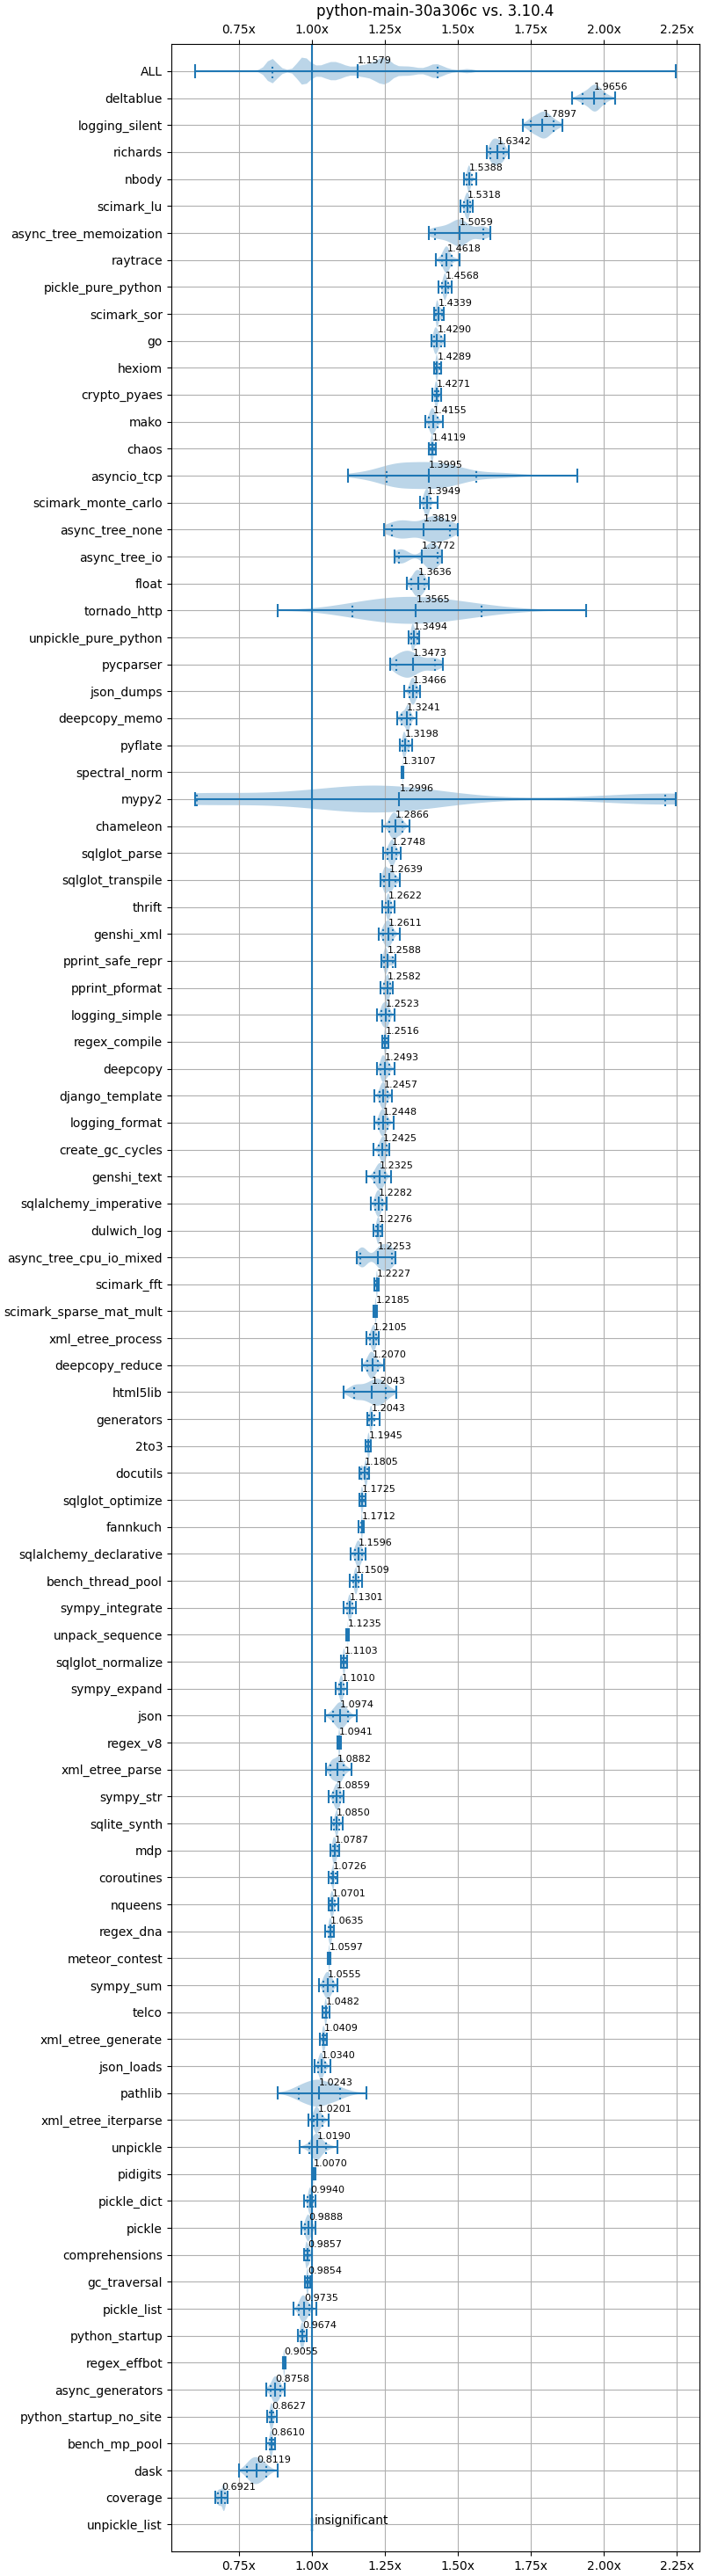 python-main-30a306c vs. 3.10.4
0.75x 1.00x 1.25x 1.50x 1.75x 2.00x 2.25x
ALL 1.1579
deltablue 1.9656
logging_silent 1.7897
richards 1.6342
nbody 1.5388
scimark_lu 1.5318
async_tree_memoization 1.5059
raytrace 1.4618
pickle_pure_python 1.4568
scimark_sor 1.4339
go 1.4290
hexiom 1.4289
crypto_pyaes 1.4271
mako 1.4155
chaos 1.4119
asyncio_tcp 1.3995
scimark_monte_carlo 1.3949
async_tree_none 1.3819
async_tree_io 1.3772
float 1.3636
tornado_http 1.3565
unpickle_pure_python 1.3494
pycparser 1.3473
json_dumps 1.3466
deepcopy_memo 1.3241
pyflate 1.3198
spectral_norm 1.3107
mypy2 1.2996
chameleon 1.2866
sqlglot_parse 1.2748
sqlglot_transpile 1.2639
thrift 1.2622
genshi_xml 1.2611
pprint_safe_repr 1.2588
pprint_pformat 1.2582
logging_simple 1.2523
regex_compile 1.2516
deepcopy 1.2493
django_template 1.2457
logging_format 1.2448
create_gc_cycles 1.2425
genshi_text 1.2325
sqlalchemy_imperative 1.2282
dulwich_log 1.2276
async_tree_cpu_io_mixed 1.2253
scimark_fft 1.2227
scimark_sparse_mat_mult 1.2185
xml_etree_process 1.2105
deepcopy_reduce 1.2070
html5lib 1.2043
generators 1.2043
2to3 1.1945
docutils 1.1805
sqlglot_optimize 1.1725
fannkuch 1.1712
sqlalchemy_declarative 1.1596
bench_thread_pool 1.1509
sympy_integrate 1.1301
unpack_sequence 1.1235
sqlglot_normalize 1.1103
sympy_expand 1.1010
json 1.0974
regex_v8 1.0941
xml_etree_parse 1.0882
sympy_str 1.0859
sqlite_synth 1.0850
mdp 1.0787
coroutines 1.0726
nqueens 1.0701
regex_dna 1.0635
meteor_contest 1.0597
sympy_sum 1.0555
telco 1.0482
xml_etree_generate 1.0409
json_loads 1.0340
pathlib 1.0243
xml_etree_iterparse 1.0201
unpickle 1.0190
pidigits 1.0070
pickle_dict 0.9940
pickle 0.9888
comprehensions 0.9857
gc_traversal 0.9854
pickle_list 0.9735
python_startup 0.9674
regex_effbot 0.9055
async_generators 0.8758
python_startup_no_site 0.8627
bench_mp_pool 0.8610
dask 0.8119
coverage 0.6921
unpickle_list insignificant
0.75x 1.00x 1.25x 1.50x 1.75x 2.00x 2.25x